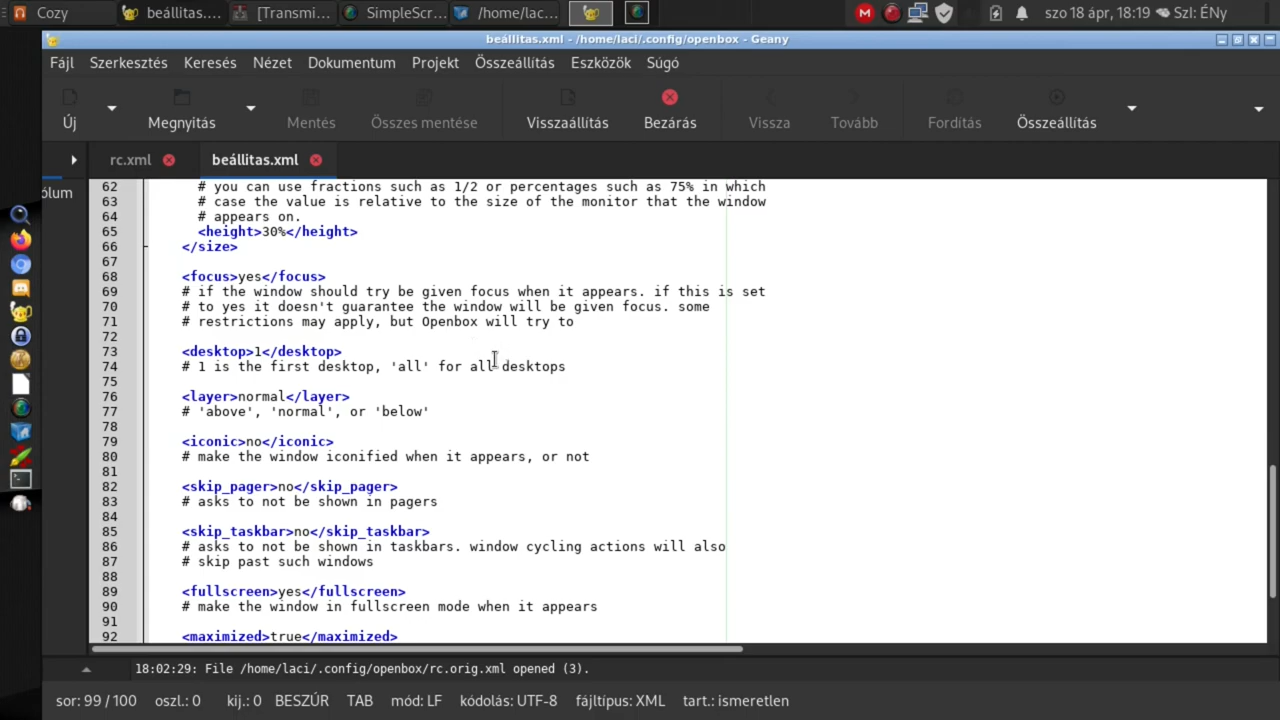 Cozy
beállitas....
[Transmi...
SimpleScr...
/home/lac...
szo 18 ápr, 18:19
Szl: ÉNy
beállitas.xml - /home/laci/.config/openbox - Geany
Fájl Szerkesztés Keresés Nézet Dokumentum Projekt Összeállítás Eszközök Súgó
Új Megnyitás Mentés Összes mentése Visszaállítás Bezárás Vissza Tovább Fordítás Összeállítás
rc.xml beállitas.xml
ólum
62 # you can use fractions such as 1/2 or percentages such as 75% in which
63 # case the value is relative to the size of the monitor that the window
64 # appears on.
65 <height>30%</height>
66 </size>
67
68 <focus>yes</focus>
69 # if the window should try be given focus when it appears. if this is set
70 # to yes it doesn't guarantee the window will be given focus. some
71 # restrictions may apply, but Openbox will try to
72
73 <desktop>1</desktop>
74 # 1 is the first desktop, 'all' for all desktops
75
76 <layer>normal</layer>
77 # 'above', 'normal', or 'below'
78
79 <iconic>no</iconic>
80 # make the window iconified when it appears, or not
81
82 <skip_pager>no</skip_pager>
83 # asks to not be shown in pagers
84
85 <skip_taskbar>no</skip_taskbar>
86 # asks to not be shown in taskbars. window cycling actions will also
87 # skip past such windows
88
89 <fullscreen>yes</fullscreen>
90 # make the window in fullscreen mode when it appears
91
92 <maximized>true</maximized>
18:02:29: File /home/laci/.config/openbox/rc.orig.xml opened (3).
sor: 99 / 100 oszl.: 0 kij.: 0 BESZÚR TAB mód: LF kódolás: UTF-8 fájltípus: XML tart.: ismeretlen